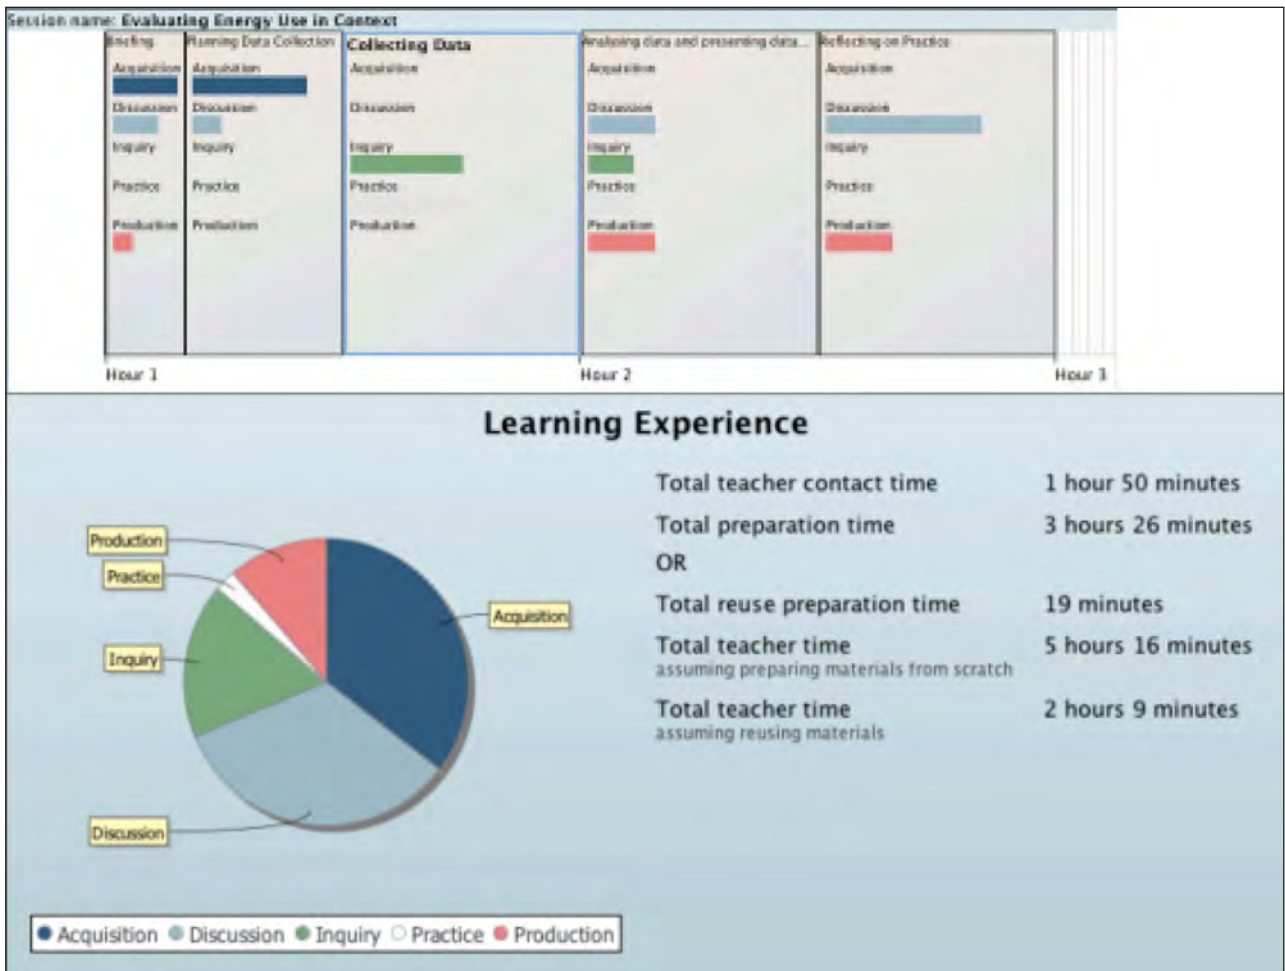 Session name: Evaluating Energy Use in Context
Briefing
Planning Data Collection
Collecting Data
Analysing data and presenting data...
Reflecting on Practice
Acquisition
Acquisition
Acquisition
Acquisition
Acquisition
Discussion
Discussion
Discussion
Discussion
Discussion
Inquiry
Inquiry
Inquiry
Inquiry
Inquiry
Practice
Practice
Practice
Practice
Practice
Production
Production
Production
Production
Production
Hour 1
Hour 2
Hour 3
Learning Experience
Production
Practice
Inquiry
Discussion
Acquisition
Total teacher contact time 1 hour 50 minutes
Total preparation time 3 hours 26 minutes
OR
Total reuse preparation time 19 minutes
Total teacher time 5 hours 16 minutes
assuming preparing materials from scratch
Total teacher time 2 hours 9 minutes
assuming reusing materials
Acquisition Discussion Inquiry Practice Production